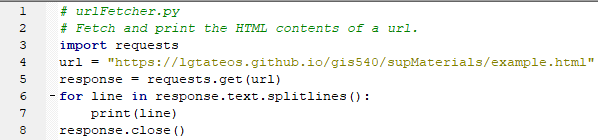 1 # urlFetcher.py
2 # Fetch and print the HTML contents of a url.
3 import requests
4 url = "https://lgtateos.github.io/gis540/supMaterials/example.html"
5 response = requests.get(url)
6 for line in response.text.splitlines():
7     print(line)
8 response.close()